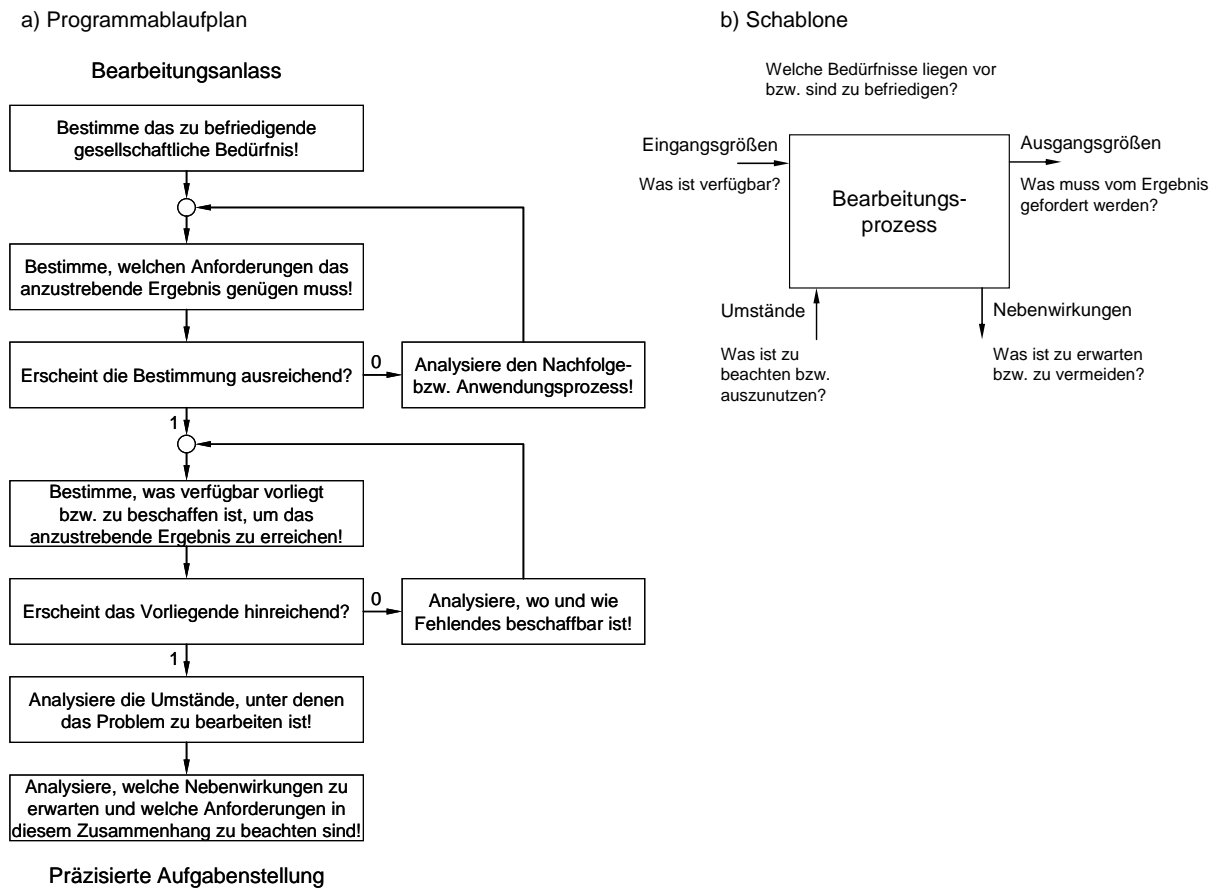 a) Programmablaufplan
Bearbeitungsanlass
Bestimme das zu befriedigende
gesellschaftliche Bedürfnis!
Bestimme, welchen Anforderungen das
anzustrebende Ergebnis genügen muss!
Erscheint die Bestimmung ausreichend?
0
Analysiere den Nachfolge-
bzw. Anwendungsprozess!
1
Bestimme, was verfügbar vorliegt
bzw. zu beschaffen ist, um das
anzustrebende Ergebnis zu erreichen!
Erscheint das Vorliegende hinreichend?
0
Analysiere, wo und wie
Fehlendes beschaffbar ist!
1
Analysiere die Umstände, unter denen
das Problem zu bearbeiten ist!
Analysiere, welche Nebenwirkungen zu
erwarten und welche Anforderungen in
diesem Zusammenhang zu beachten sind!
Präzisierte Aufgabenstellung
b) Schablone
Welche Bedürfnisse liegen vor
bzw. sind zu befriedigen?
Eingangsgrößen
Was ist verfügbar?
Bearbeitungs-
prozess
Ausgangsgrößen
Was muss vom Ergebnis
gefordert werden?
Umstände
Was ist zu
beachten bzw.
auszunutzen?
Nebenwirkungen
Was ist zu erwarten
bzw. zu vermeiden?